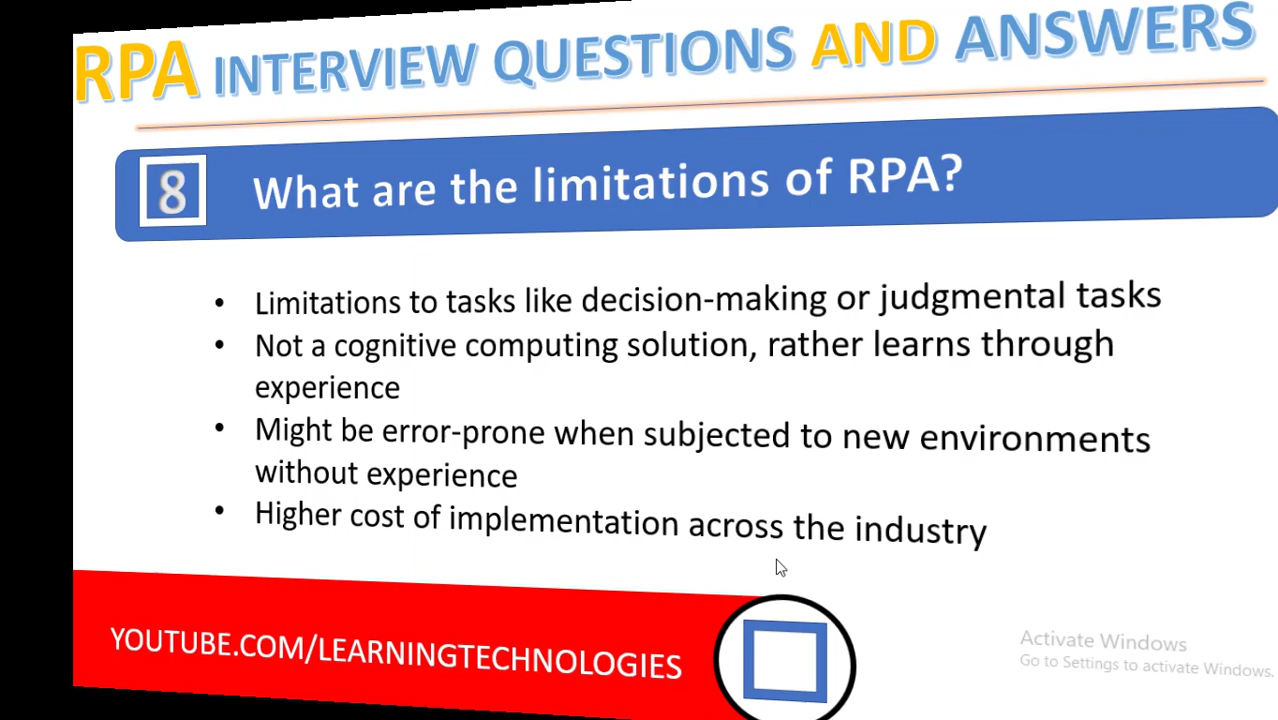 RPA INTERVIEW QUESTIONS AND ANSWERS
8 What are the limitations of RPA?
• Limitations to tasks like decision-making or judgmental tasks
• Not a cognitive computing solution, rather learns through
experience
• Might be error-prone when subjected to new environments
without experience
• Higher cost of implementation across the industry
YOUTUBE.COM/LEARNINGTECHNOLOGIES
Activate Windows
Go to Settings to activate Windows.